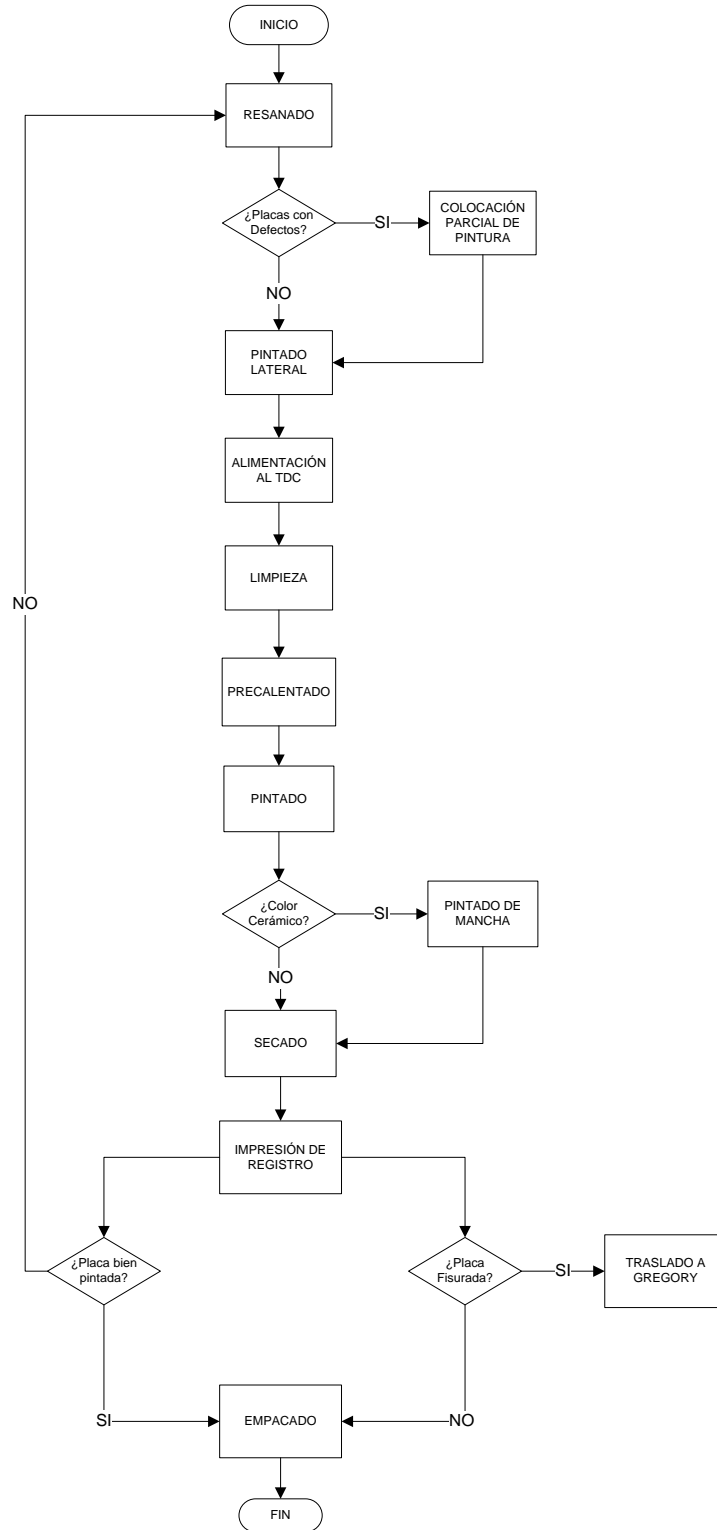 INICIO
RESANADO
¿Placas con
Defectos?
SI
COLOCACIÓN
PARCIAL DE
PINTURA
NO
PINTADO
LATERAL
ALIMENTACIÓN
AL TDC
LIMPIEZA
NO
PRECALENTADO
PINTADO
¿Color
Cerámico?
SI
PINTADO DE
MANCHA
NO
SECADO
IMPRESIÓN DE
REGISTRO
¿Placa bien
pintada?
¿Placa
Fisurada?
SI
TRASLADO A
GREGORY
SI
EMPACADO
NO
FIN